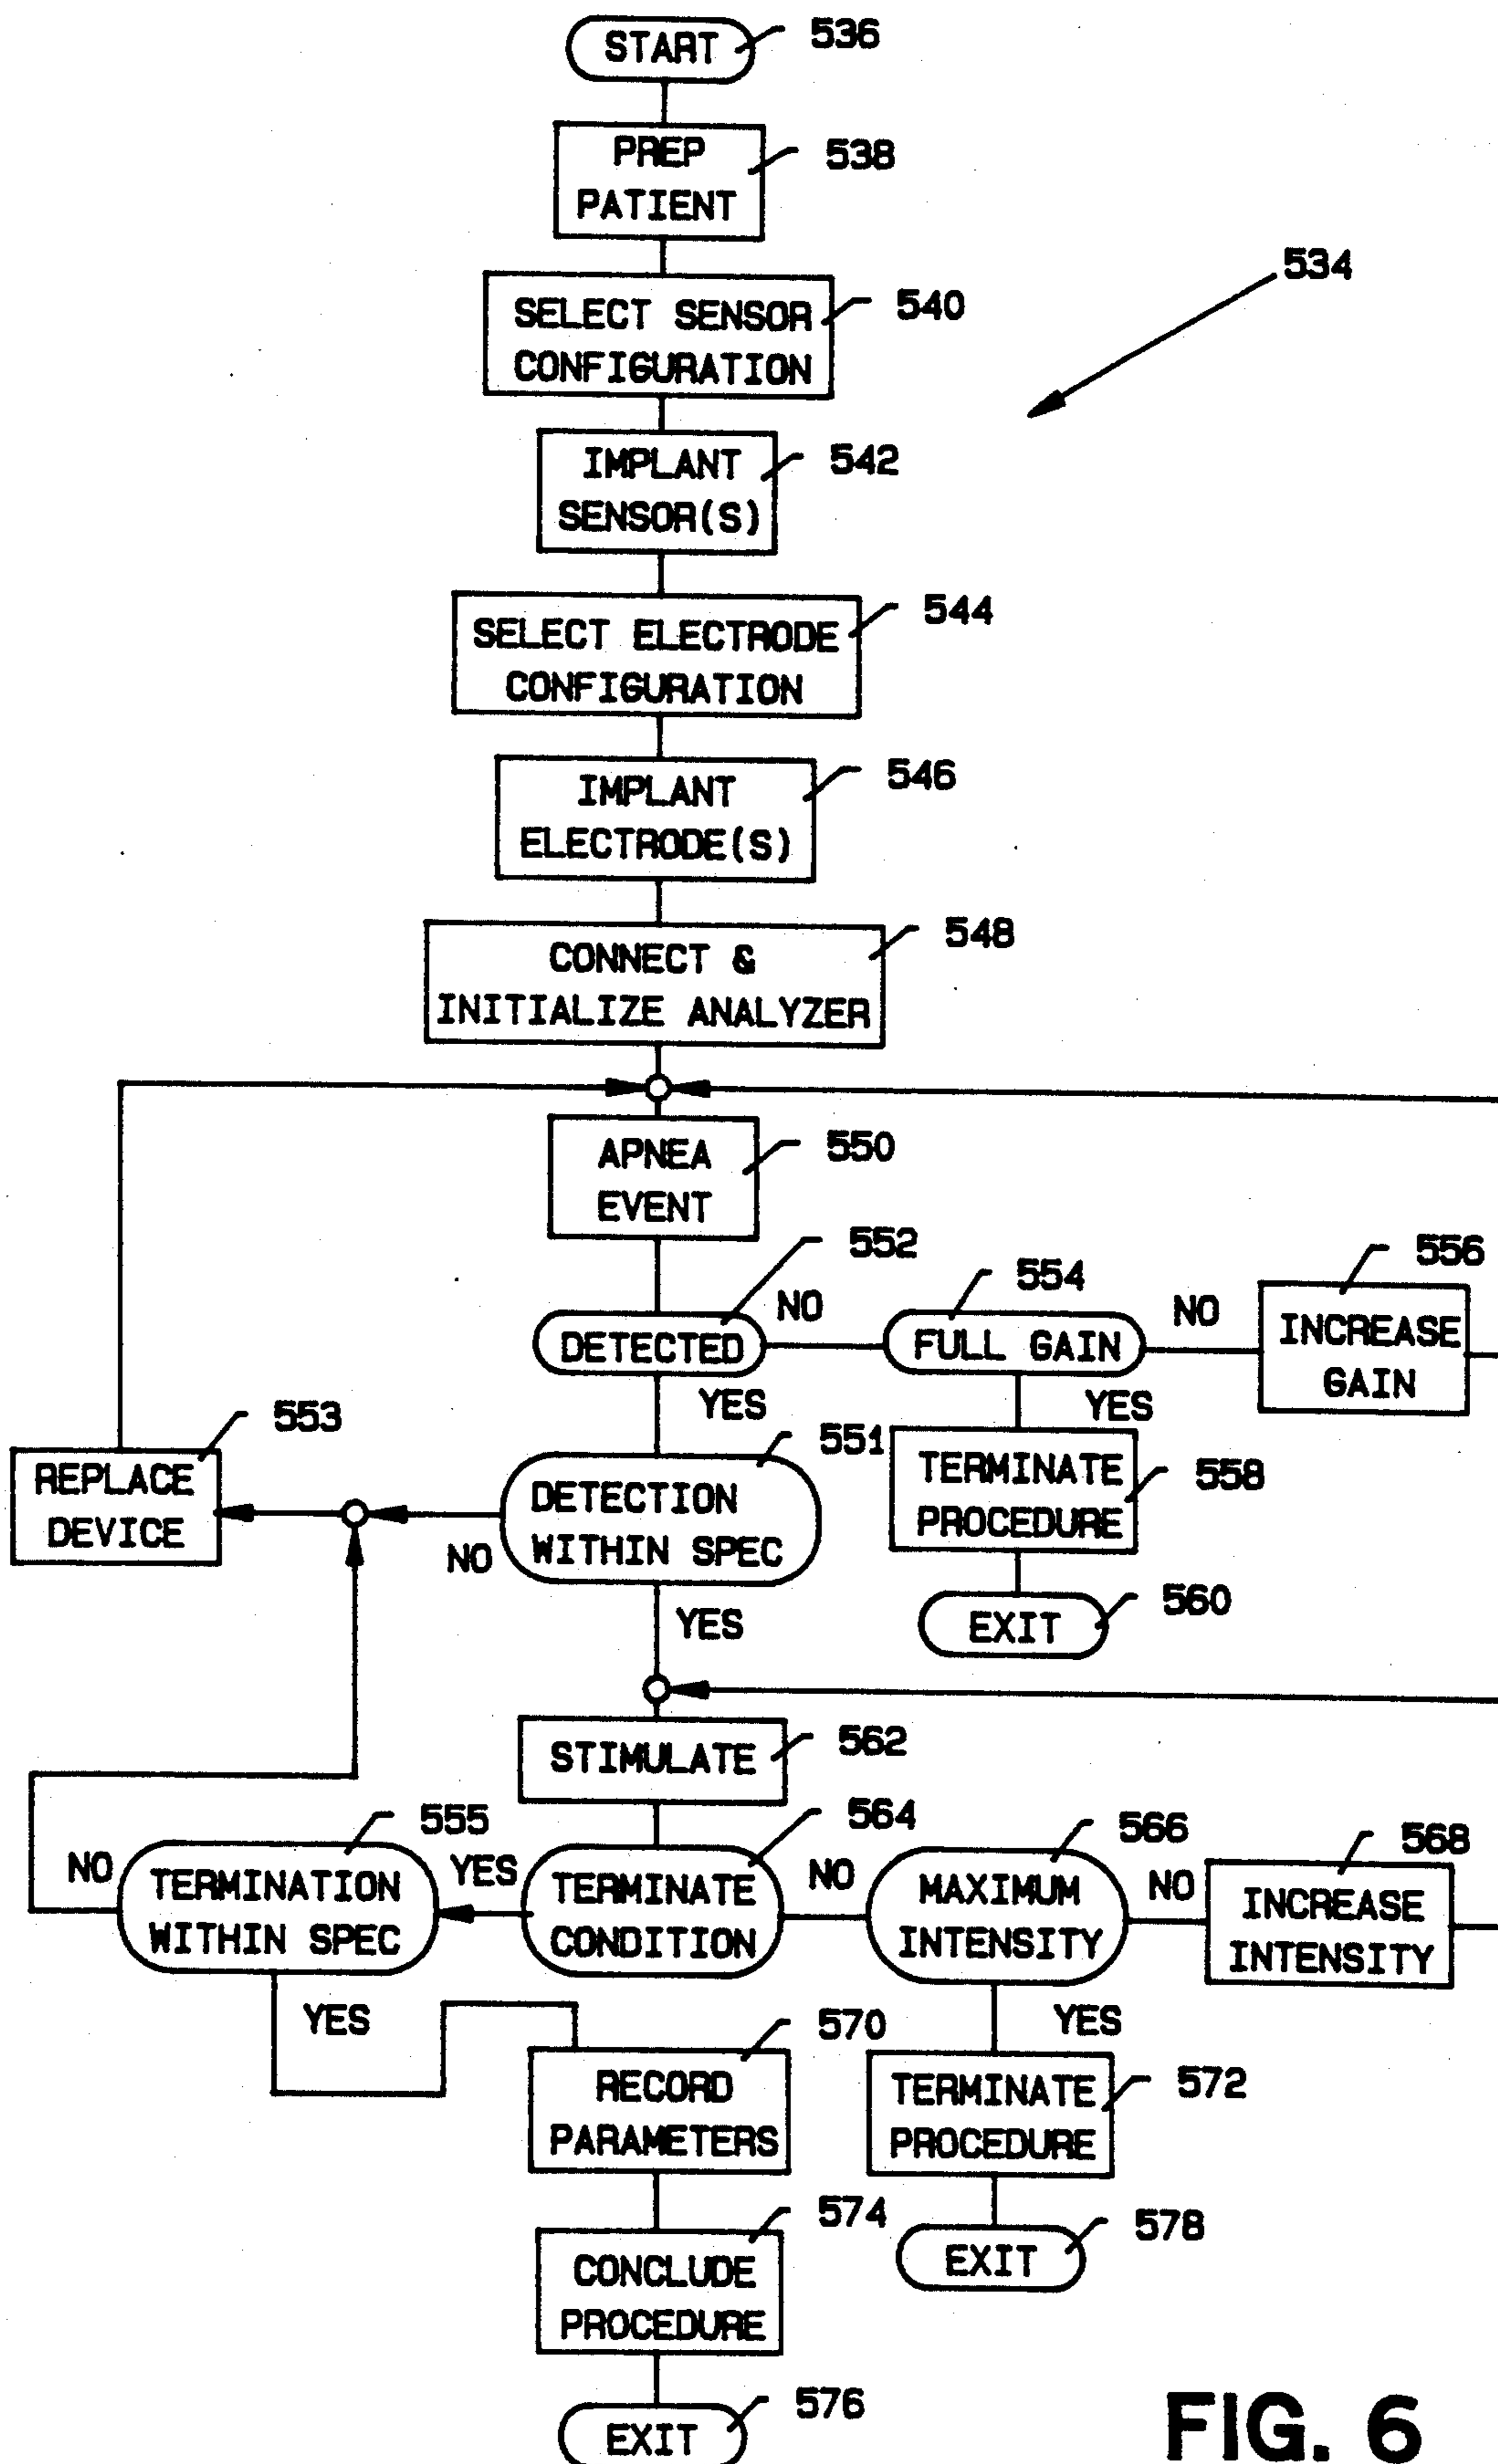 START
536
PREP
PATIENT
538
534
SELECT SENSOR
CONFIGURATION
540
IMPLANT
SENSOR(S)
542
SELECT ELECTRODE
CONFIGURATION
544
IMPLANT
ELECTRODE(S)
546
CONNECT &
INITIALIZE ANALYZER
548
APNEA
EVENT
550
DETECTED
552
NO
FULL GAIN
554
NO
INCREASE
GAIN
556
YES
YES
REPLACE
DEVICE
553
NO
DETECTION
WITHIN SPEC
551
TERMINATE
PROCEDURE
558
YES
EXIT
560
STIMULATE
562
NO
TERMINATION
WITHIN SPEC
555
YES
TERMINATE
CONDITION
564
NO
MAXIMUM
INTENSITY
566
NO
INCREASE
INTENSITY
568
YES
YES
RECORD
PARAMETERS
570
TERMINATE
PROCEDURE
572
CONCLUDE
PROCEDURE
574
EXIT
578
EXIT
576
FIG. 6